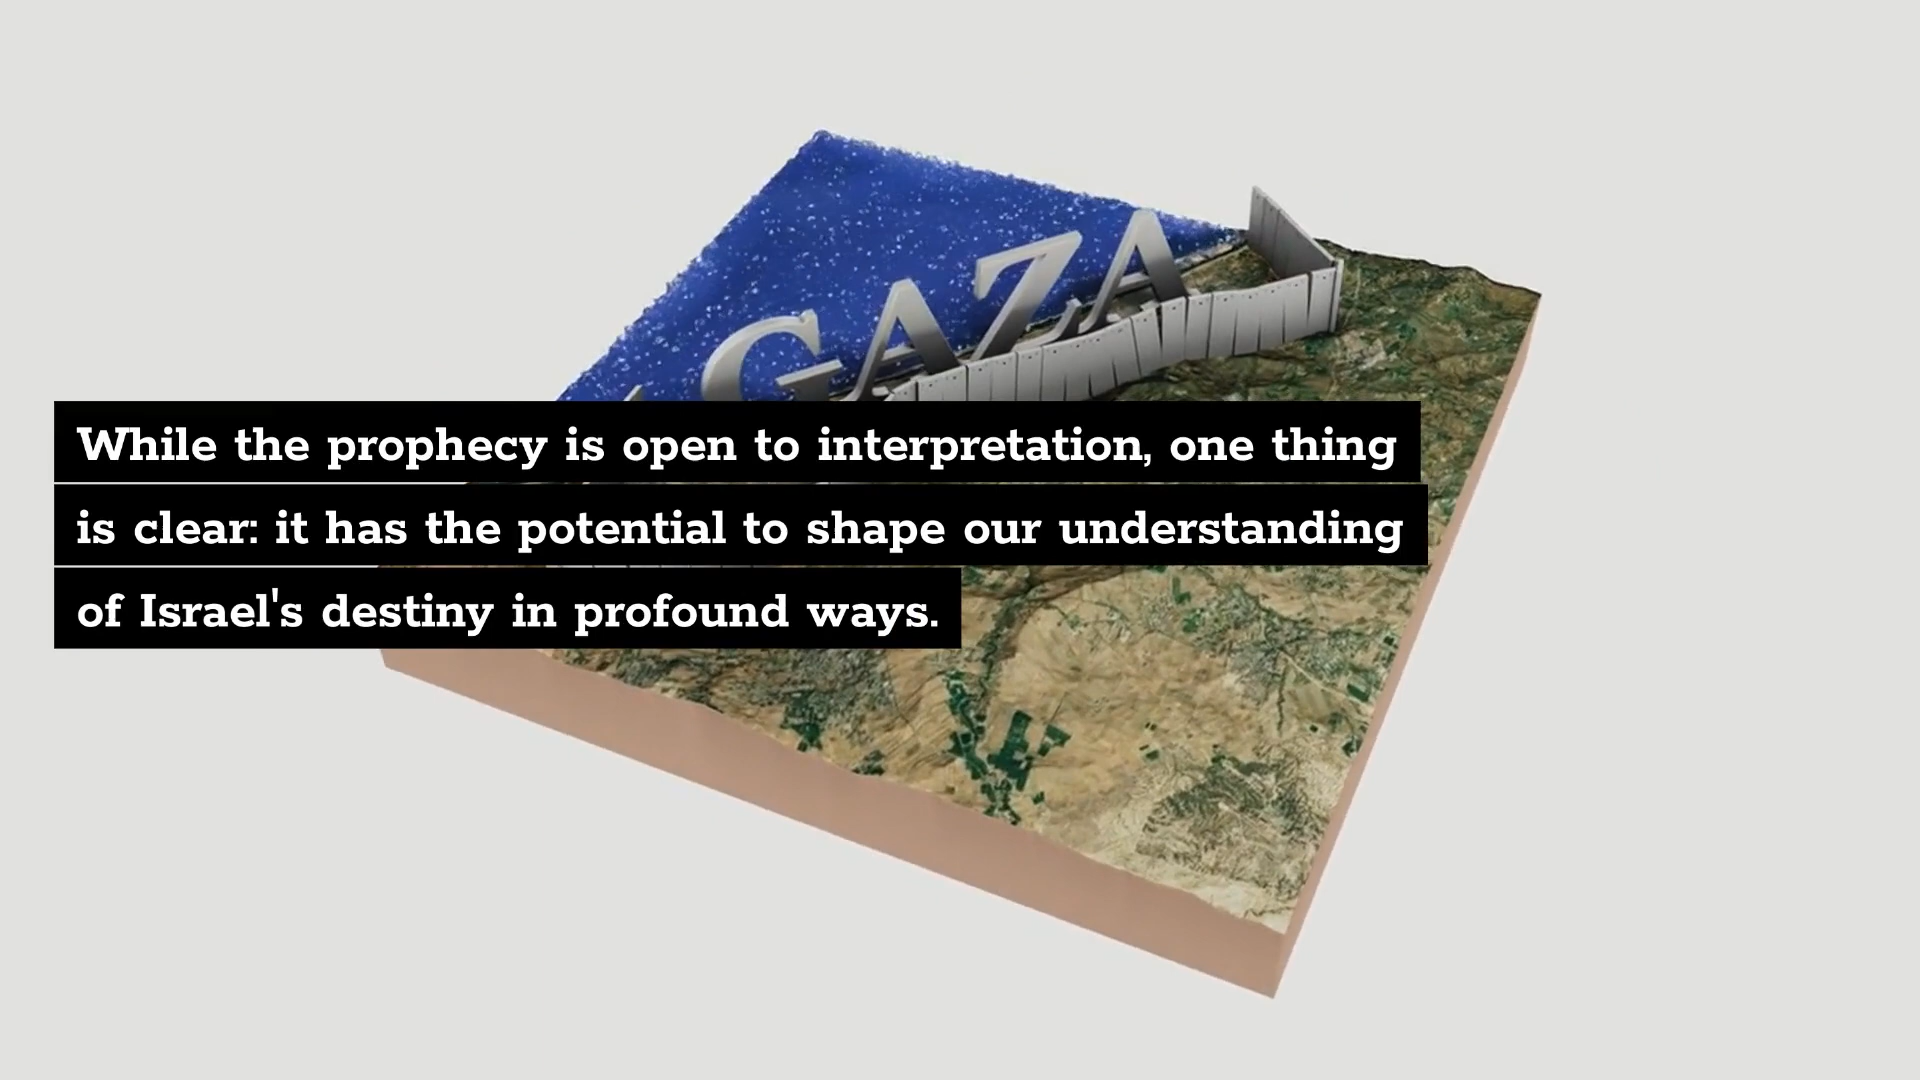 GAZA
While the prophecy is open to interpretation, one thing
is clear: it has the potential to shape our understanding
of Israel's destiny in profound ways.